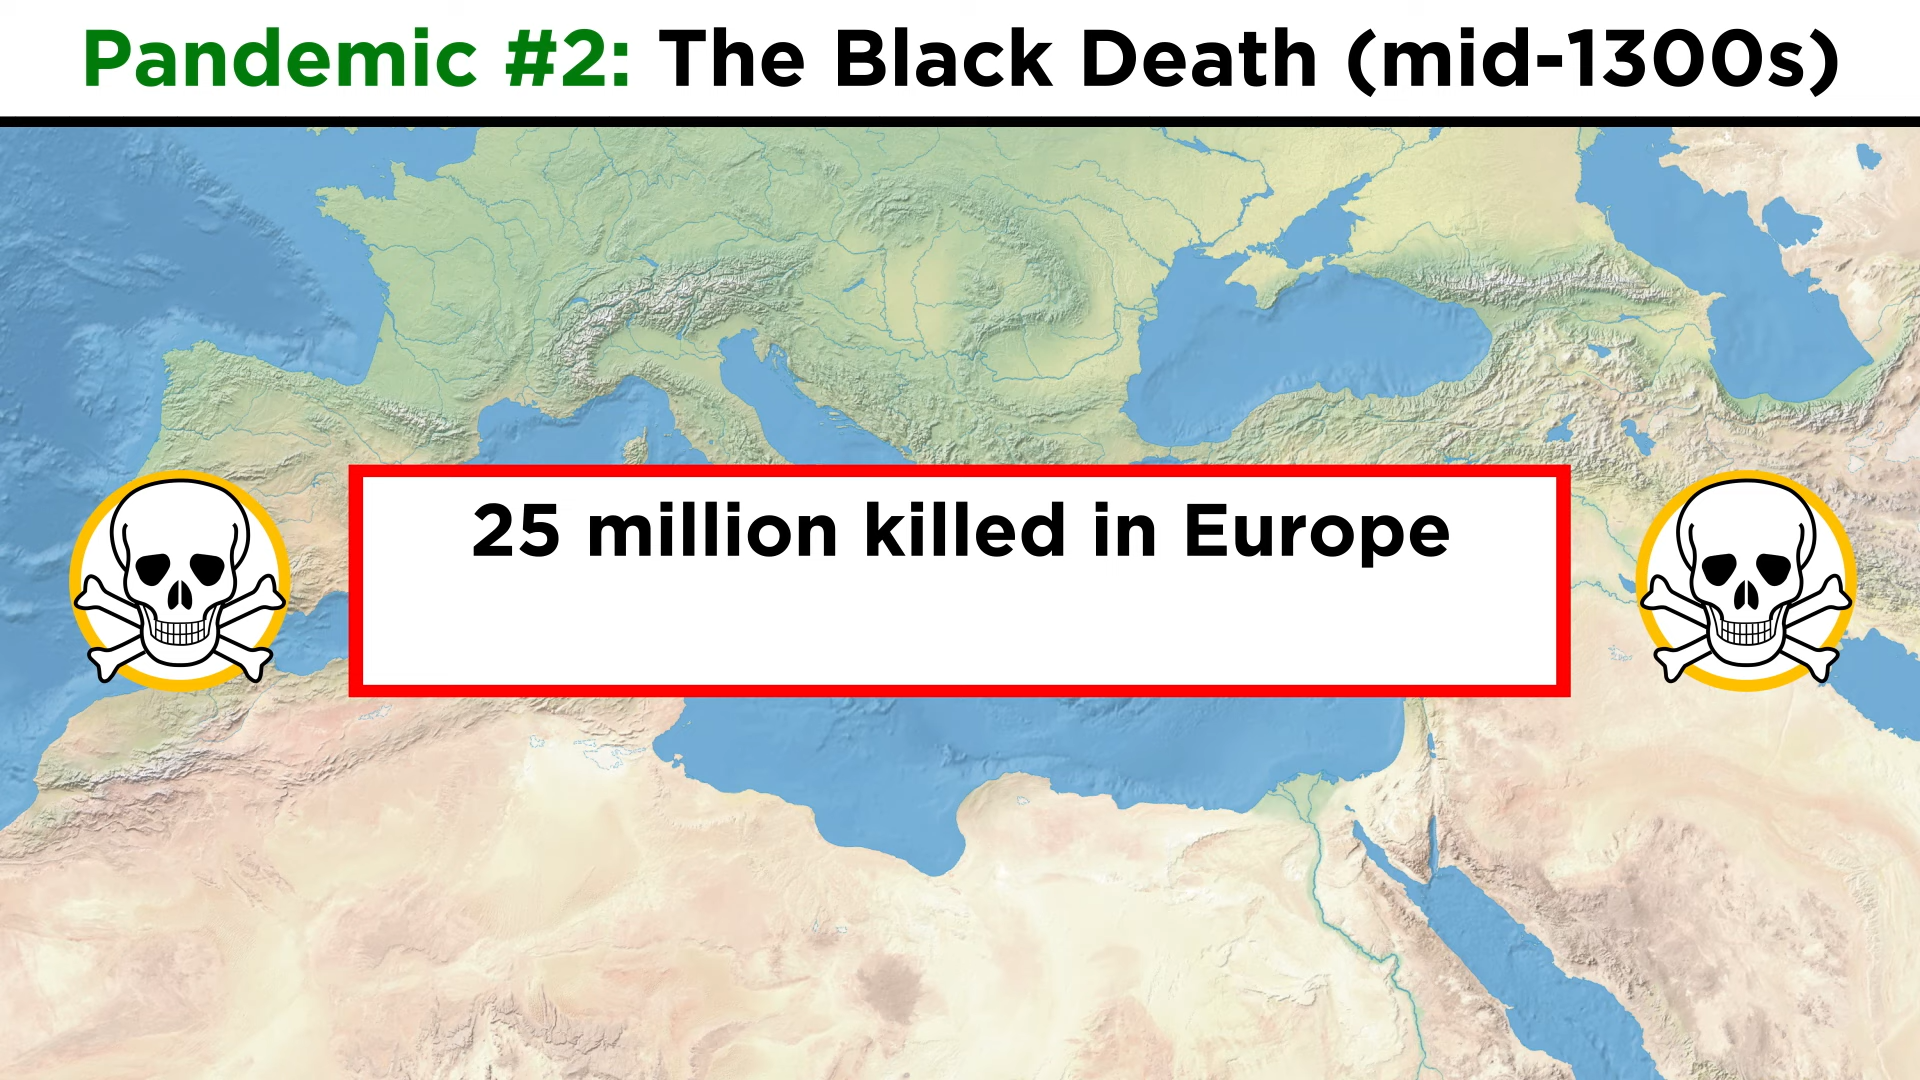 Pandemic #2: The Black Death (mid-1300s)
25 million killed in Europe